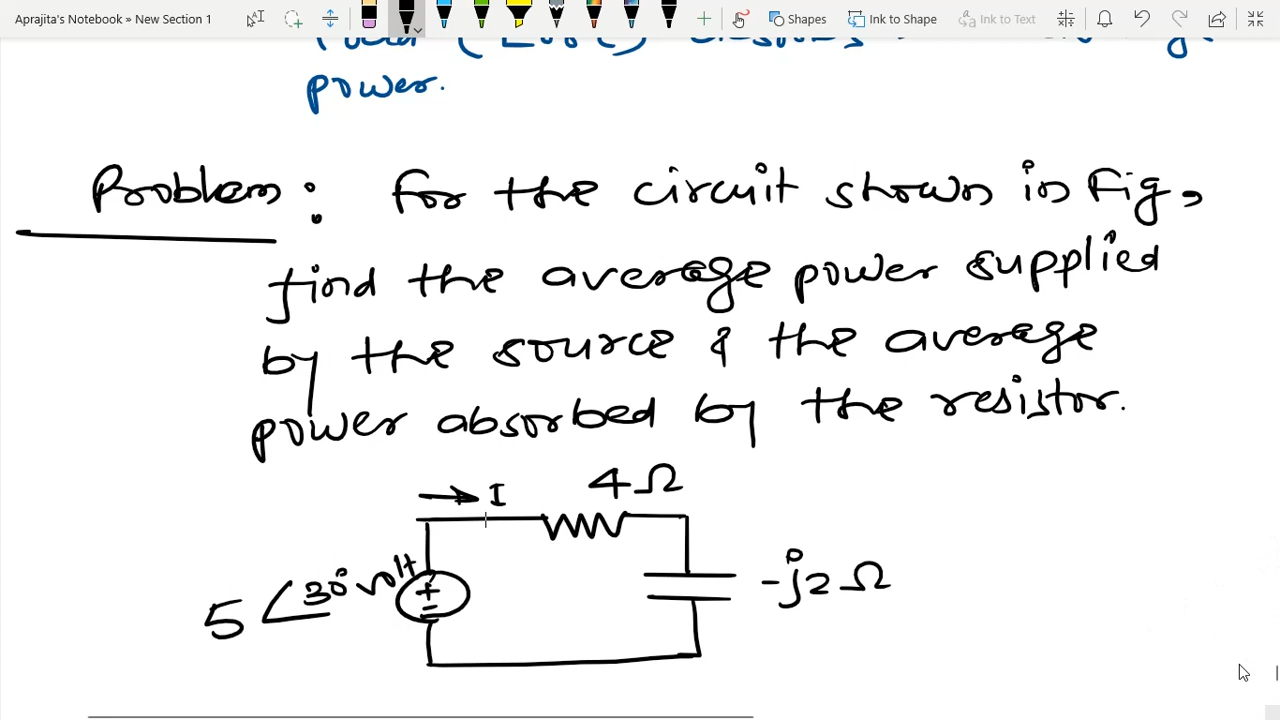 Aprajita's Notebook » New Section 1
Shapes
Ink to Shape
Ink to Text
power.
Problem : For the circuit shown in Fig,
find the average power supplied
by the source & the average
power absorbed by the resistor.
I
4Ω
5∠30° volt
+
-
-j2Ω